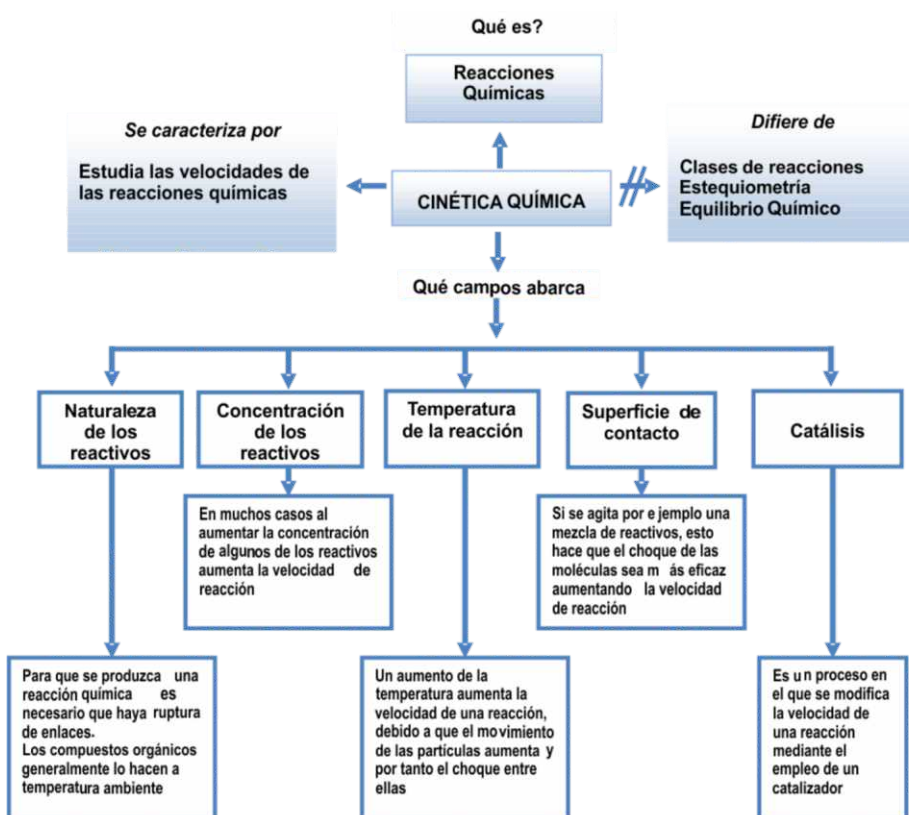 Qué es?
Reacciones
Químicas
Se caracteriza por
Estudia las velocidades de
las reacciones químicas
CINÉTICA QUÍMICA
Difiere de
Clases de reacciones
Estequiometría
Equilibrio Químico
Qué campos abarca
Naturaleza
de los
reactivos
Concentración
de los
reactivos
Temperatura
de la reacción
Superficie de
contacto
Catálisis
En muchos casos al
aumentar la concentración
de algunos de los reactivos
aumenta la velocidad de
reacción
Si se agita por e jemplo una
mezcla de reactivos, esto
hace que el choque de las
moléculas sea m ás eficaz
aumentando la velocidad
de reacción
Para que se produzca una
reacción química es
necesario que haya ruptura
de enlaces.
Los compuestos orgánicos
generalmente lo hacen a
temperatura ambiente
Un aumento de la
temperatura aumenta la
velocidad de una reacción,
debido a que el movimiento
de las partículas aumenta y
por tanto el choque entre
ellas
Es un proceso en
el que se modifica
la velocidad de
una reacción
mediante el
empleo de un
catalizador